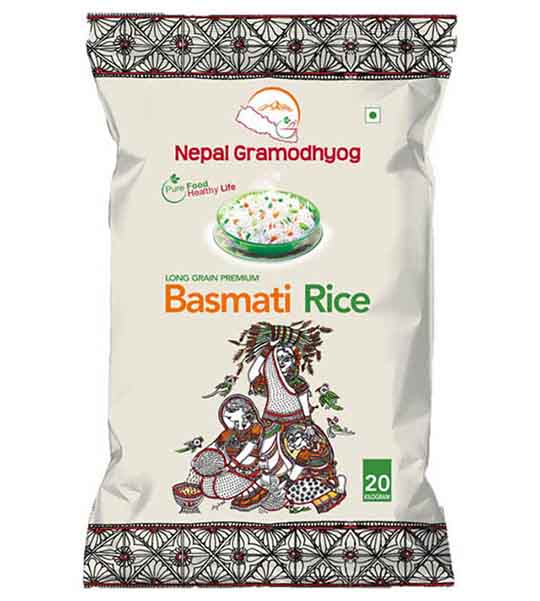 Nepal Gramodhyog
Pure Food
Healthy Life
LONG GRAIN PREMIUM
Basmati Rice
20
KILOGRAM